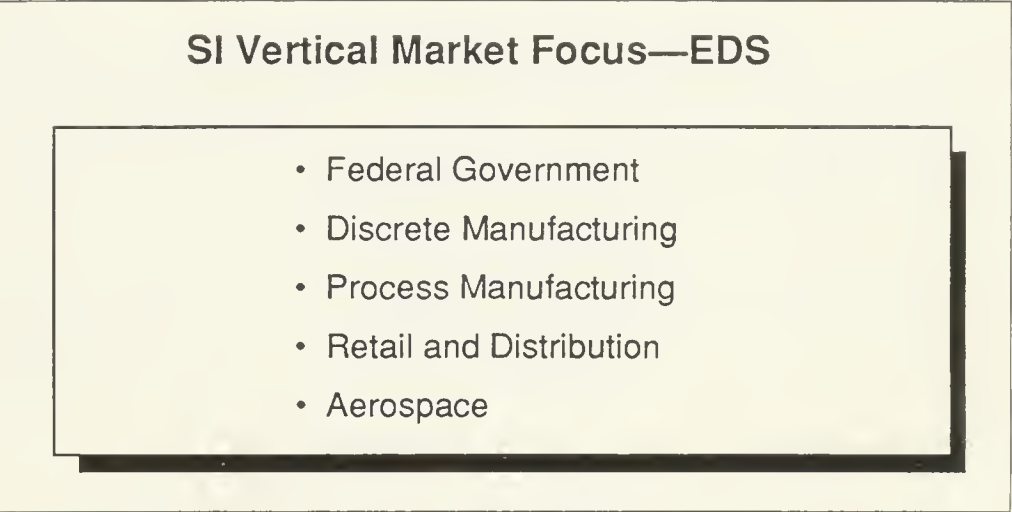 SI Vertical Market Focus—EDS
• Federal Government
• Discrete Manufacturing
• Process Manufacturing
• Retail and Distribution
• Aerospace